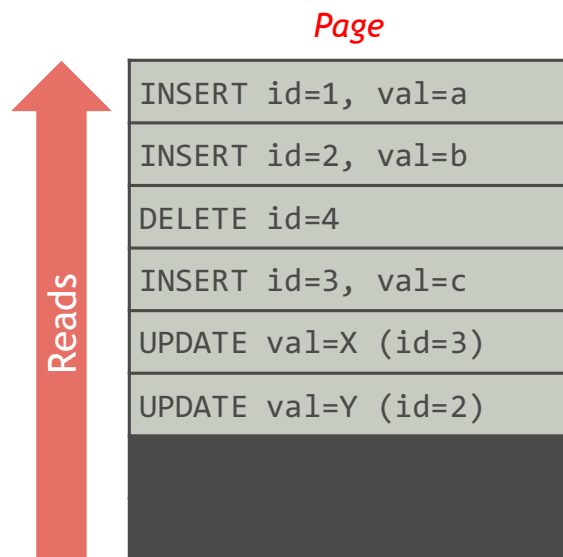 Page
INSERT id=1, val=a
INSERT id=2, val=b
DELETE id=4
INSERT id=3, val=c
UPDATE val=X (id=3)
UPDATE val=Y (id=2)
Reads